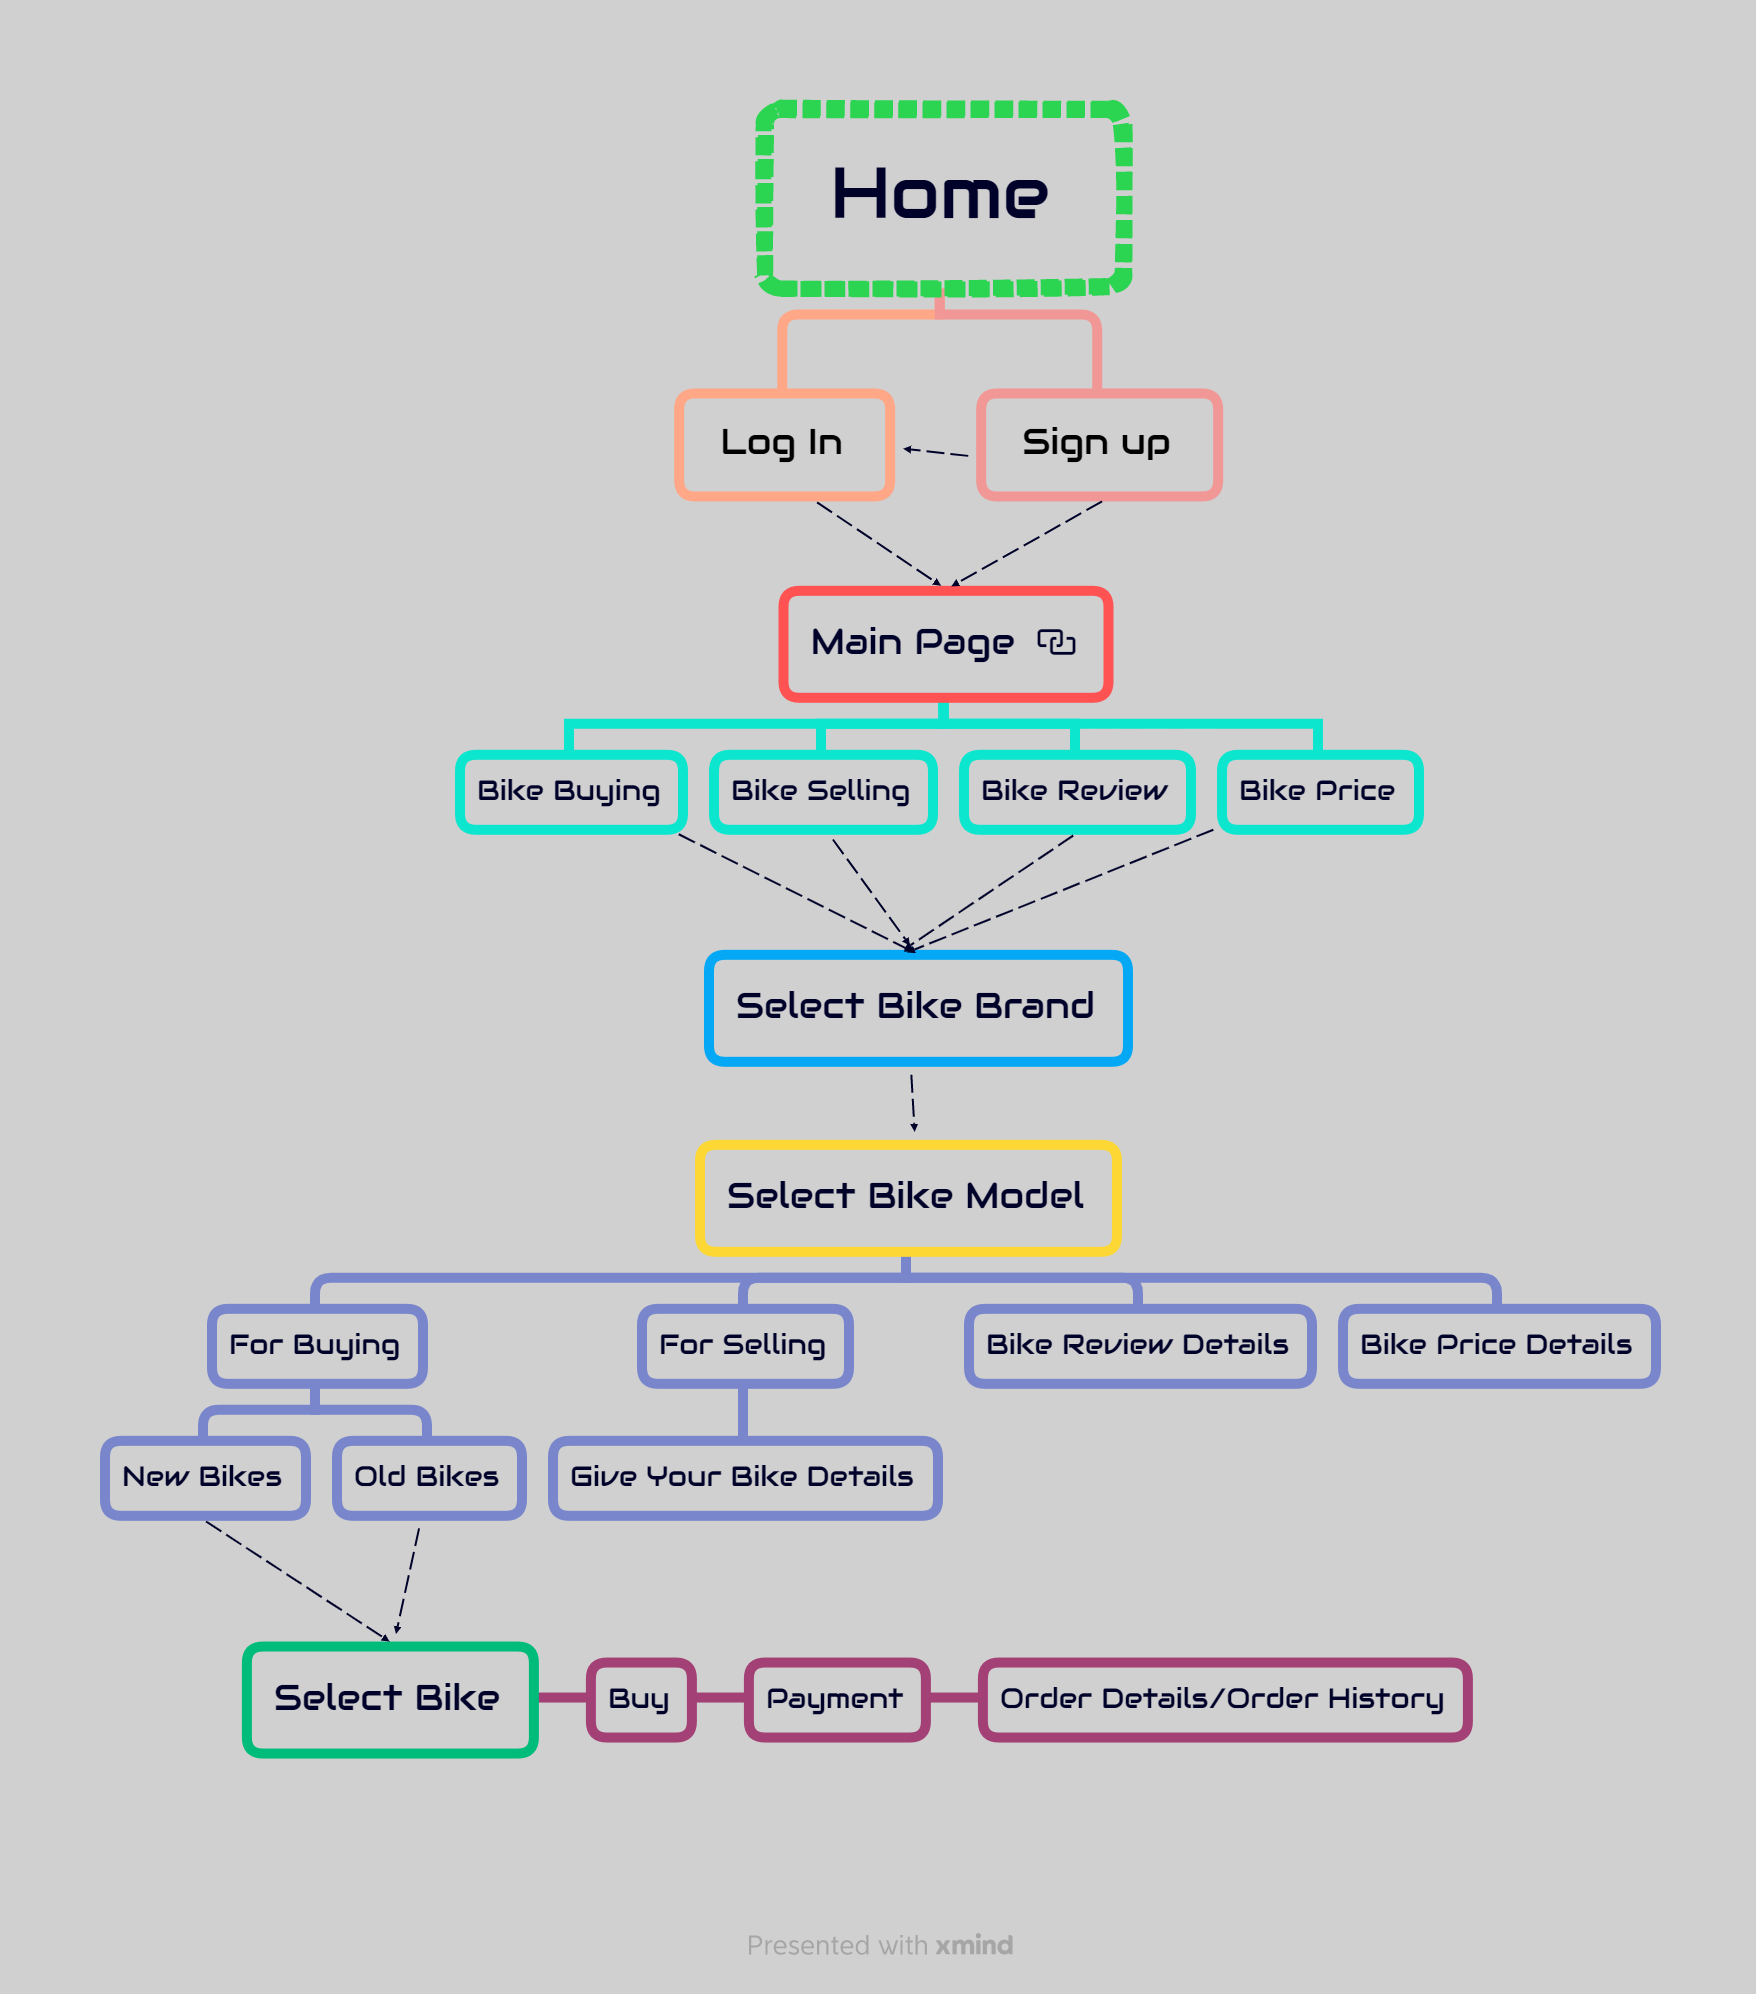 Home
Log In
Sign up
Main Page
Bike Buying
Bike Selling
Bike Review
Bike Price
Select Bike Brand
Select Bike Model
For Buying
For Selling
Bike Review Details
Bike Price Details
New Bikes
Old Bikes
Give Your Bike Details
Select Bike
Buy
Payment
Order Details/Order History
Presented with xmind